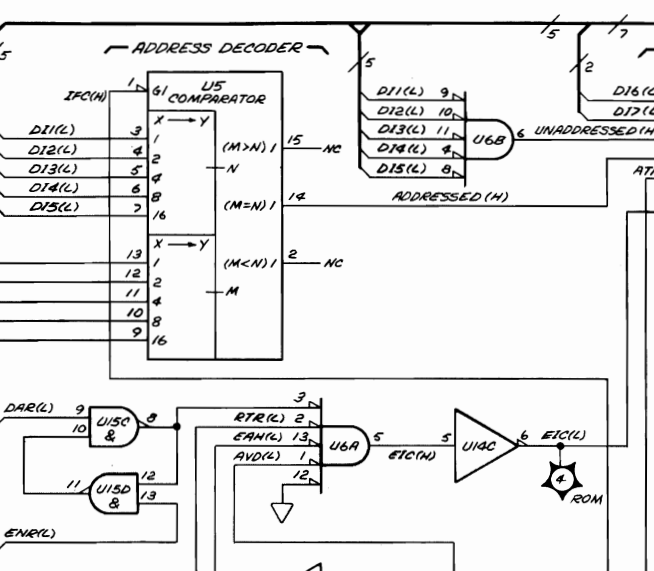 5 7
5
ADDRESS DECODER
5
2
IFC(H) 1 G1 U5
COMPARATOR
DI1(L) 9
DI2(L) 10
DI3(L) 11
DI4(L) 4
DI5(L) 8
U6B
6 UNADDRESSED(H
DI6(L
DI7(L
X → Y
DI1(L) 3 1
DI2(L) 4 2
DI3(L) 5 4
DI4(L) 6 8
DI5(L) 7 16
N
(M>N) 1 15 NC
(M=N) 1 14 ADDRESSED(H)
(M<N) 1 2 NC
X → Y
13 1
12 2
11 4
10 8
9 16
M
DAR(L) 9
10
U15C
&
8
3
RTR(L) 2
EAH(L) 13
AVD(L) 1
12
U6A
5 EIC(H) 5
U14C
6 EIC(L)
4
ROM
11 U15D
&
12
13
ENR(L)